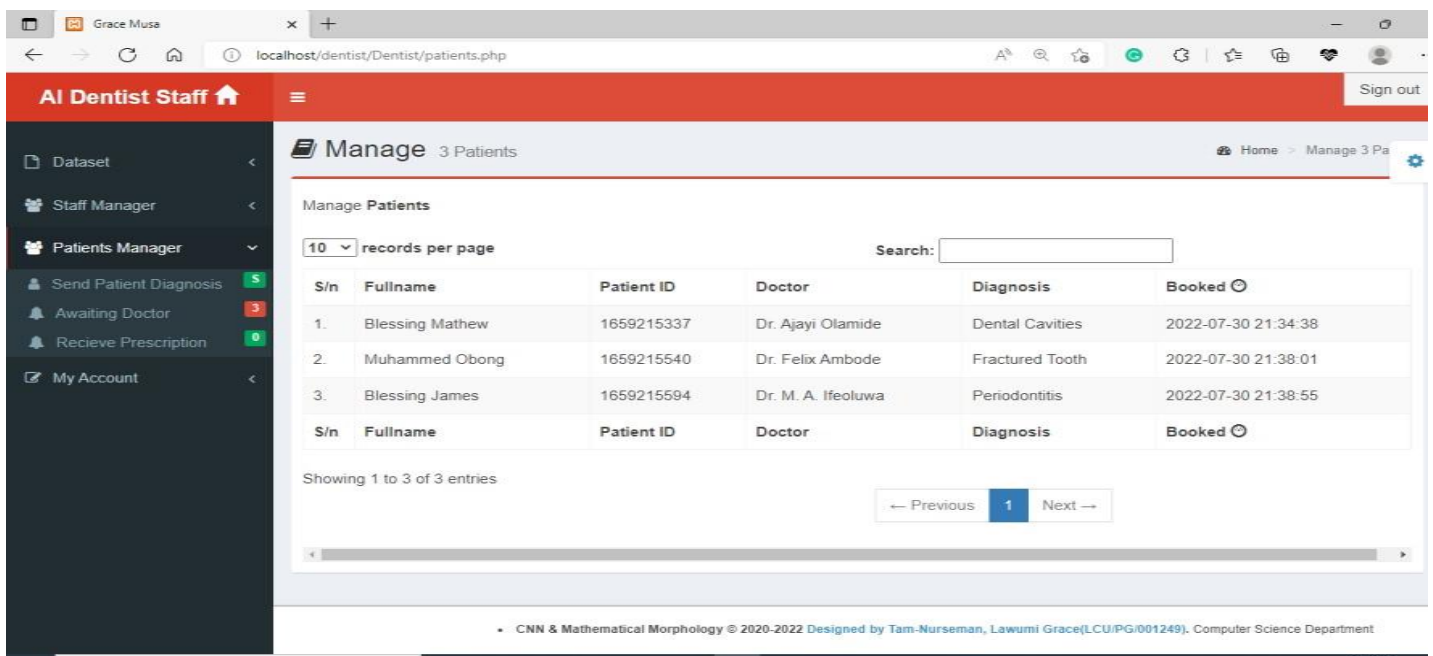 Grace Musa
localhost/dentist/Dentist/patients.php
AI Dentist Staff
Sign out
Manage 3 Patients
Home > Manage 3 Pa
Dataset
Staff Manager
Patients Manager
Send Patient Diagnosis S
Awaiting Doctor 3
Recieve Prescription 0
My Account
Manage Patients
10 records per page
Search:
S/n Fullname Patient ID Doctor Diagnosis Booked
1. Blessing Mathew 1659215337 Dr. Ajayi Olamide Dental Cavities 2022-07-30 21:34:38
2. Muhammed Obong 1659215540 Dr. Felix Ambode Fractured Tooth 2022-07-30 21:38:01
3. Blessing James 1659215594 Dr. M. A. Ifeoluwa Periodontitis 2022-07-30 21:38:55
S/n Fullname Patient ID Doctor Diagnosis Booked
Showing 1 to 3 of 3 entries
← Previous 1 Next →
• CNN & Mathematical Morphology © 2020-2022 Designed by Tam-Nurseman, Lawumi Grace(LCU/PG/001249). Computer Science Department